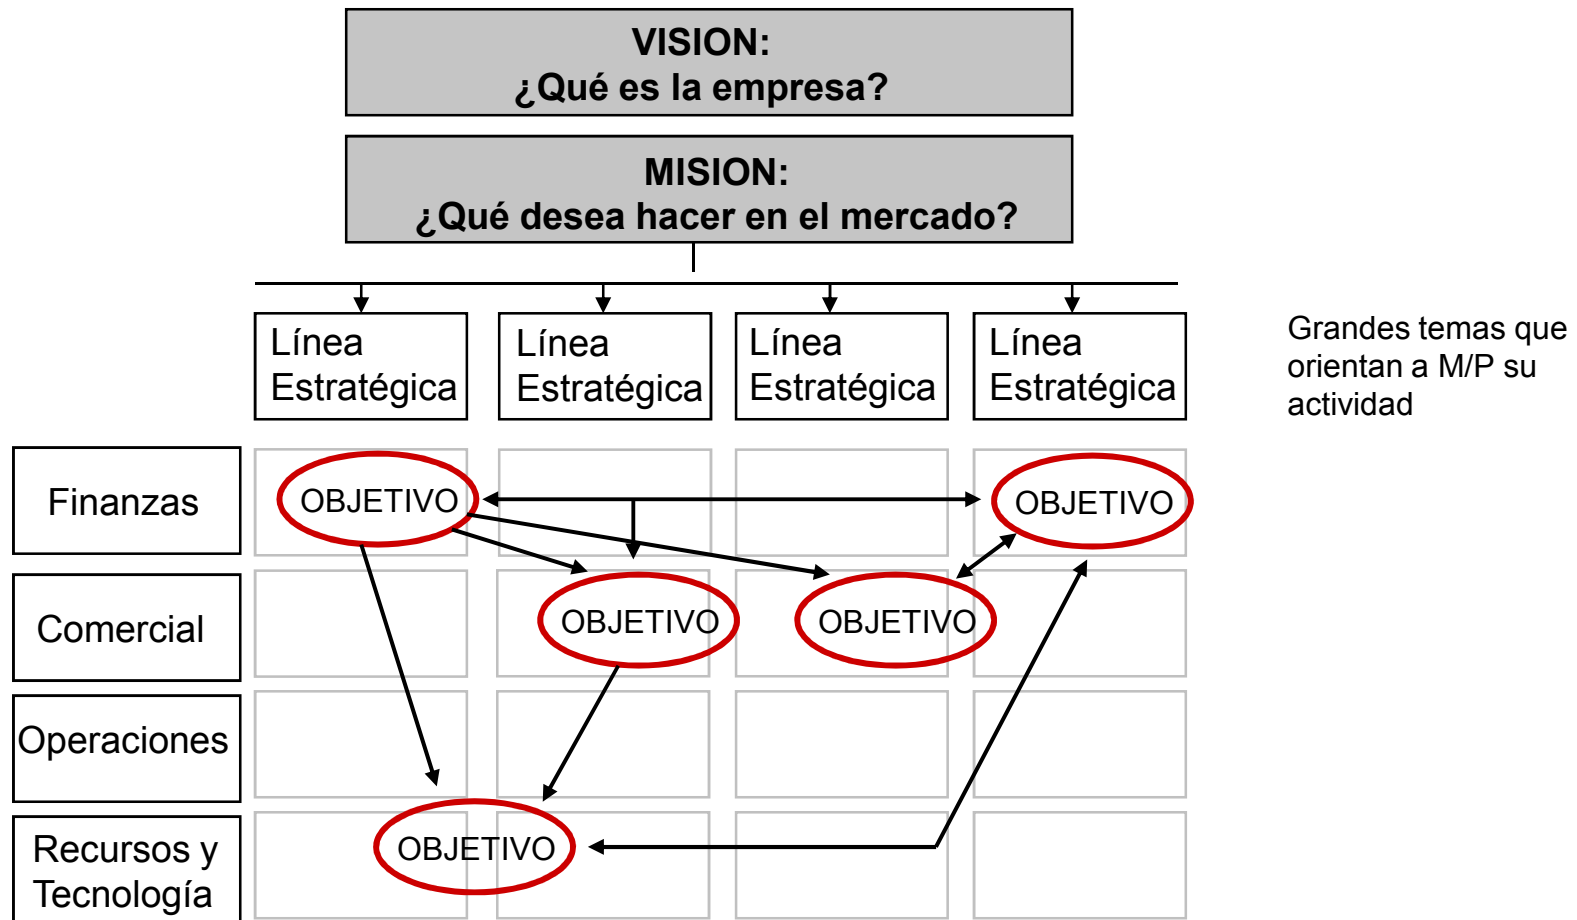 VISION:
¿Qué es la empresa?
MISION:
¿Qué desea hacer en el mercado?
Línea
Estratégica
Línea
Estratégica
Línea
Estratégica
Línea
Estratégica
Grandes temas que
orientan a M/P su
actividad
Finanzas
OBJETIVO
OBJETIVO
Comercial
OBJETIVO
OBJETIVO
Operaciones
Recursos y
Tecnología
OBJETIVO